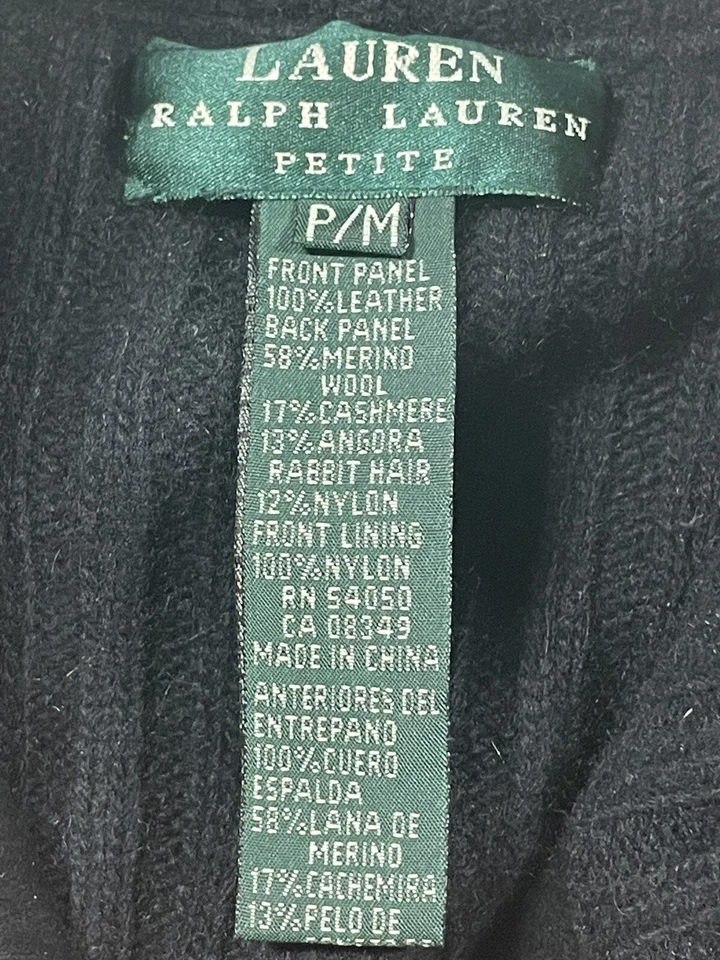 LAUREN
RALPH LAUREN
PETITE
P/M
FRONT PANEL
100%LEATHER
BACK PANEL
58%MERINO
WOOL
17%CASHMERE
13%ANGORA
RABBIT HAIR
12%NYLON
FRONT LINING
100%NYLON
RN 54050
CA 08349
MADE IN CHINA
ANTERIORES DEL
ENTREPANO
100%CUERO
ESPALDA
58%LANA DE
MERINO
17%CACHEMIRA
13%PELO DE